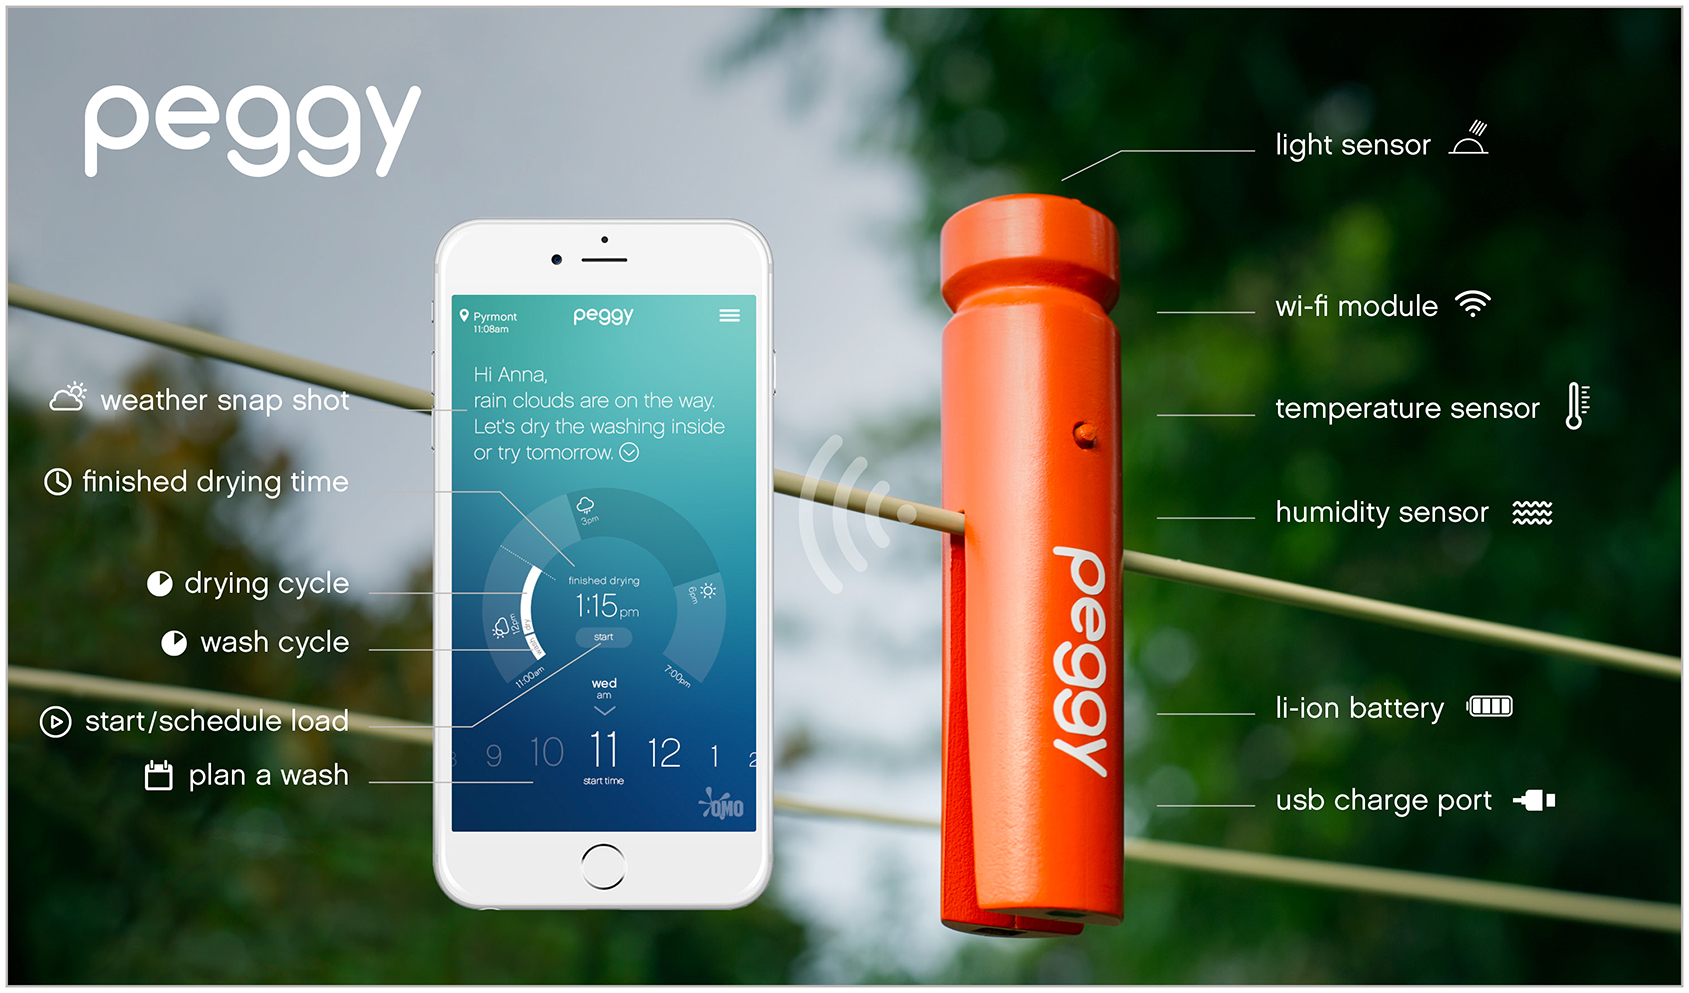 peggy
weather snap shot
finished drying time
drying cycle
wash cycle
start/schedule load
plan a wash
Pyrmont
11:08am
peggy
Hi Anna,
rain clouds are on the way.
Let's dry the washing inside
or try tomorrow.
3pm
6pm
12pm
dry
wash
11:00am
7:00pm
finished drying
1:15pm
start
wed
am
8 9 10 11 12 1 2
start time
OMO
peggy
light sensor
wi-fi module
temperature sensor
humidity sensor
li-ion battery
usb charge port